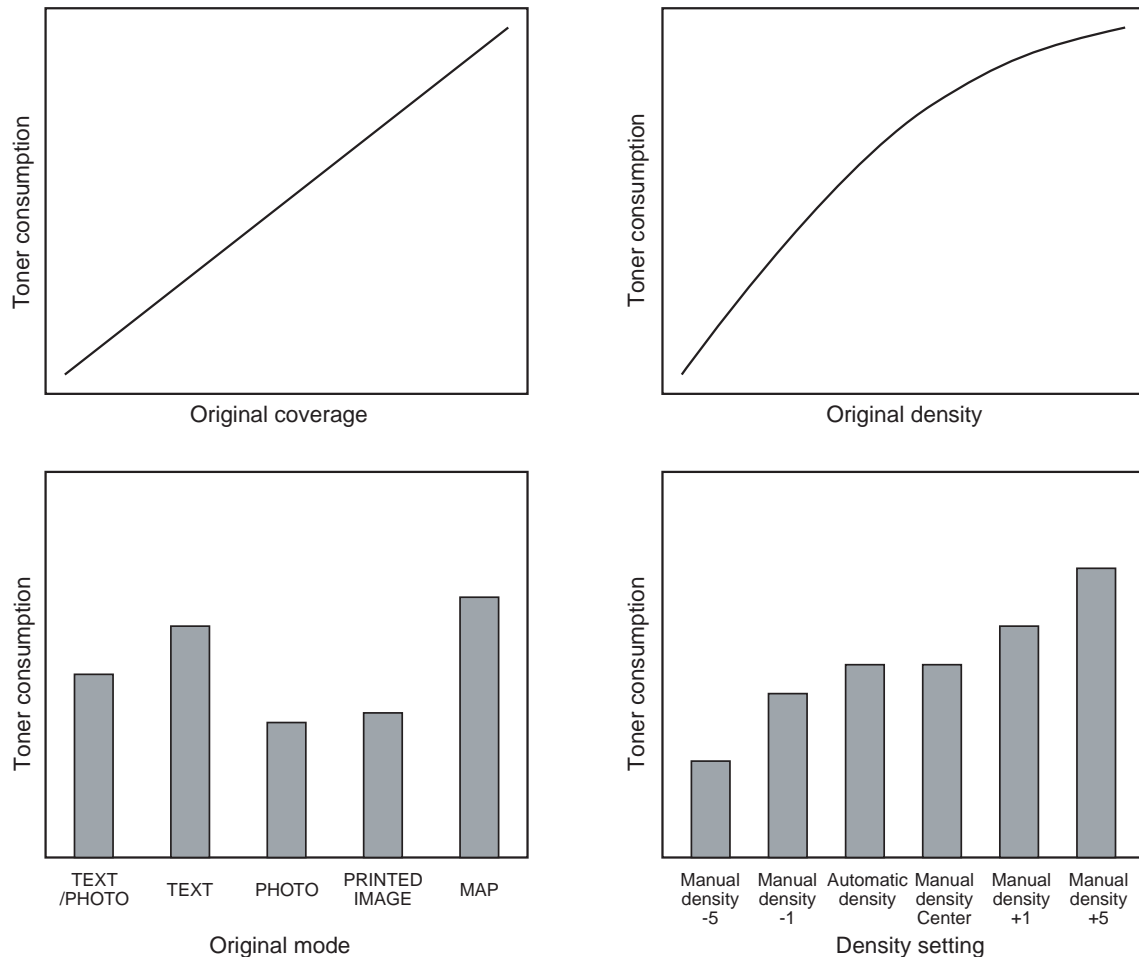 Toner consumption
Original coverage
Toner consumption
Original density
Toner consumption
TEXT
/PHOTO
TEXT
PHOTO
PRINTED
IMAGE
MAP
Original mode
Toner consumption
Manual
density
-5
Manual
density
-1
Automatic
density
Manual
density
Center
Manual
density
+1
Manual
density
+5
Density setting